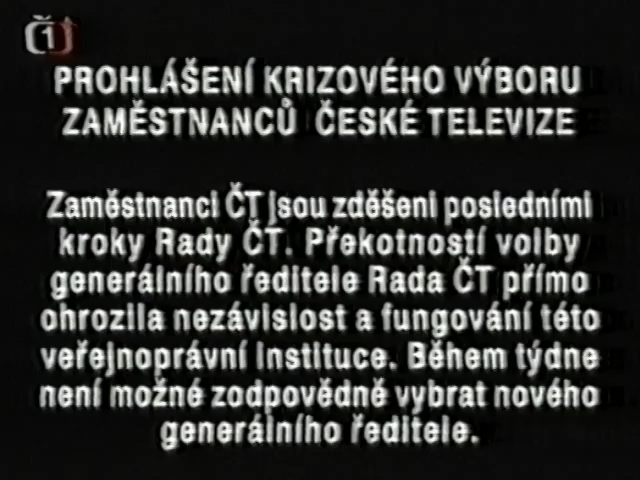 1
PROHLÁŠENÍ KRIZOVÉHO VÝBORU
ZAMĚSTNANCŮ ČESKÉ TELEVIZE
Zaměstnanci ČT jsou zděšeni posledními
kroky Rady ČT. Překotností volby
generálního ředitele Rada ČT přímo
ohrozila nezávislost a fungování této
veřejnoprávní instituce. Během týdne
není možné zodpovědně vybrat nového
generálního ředitele.